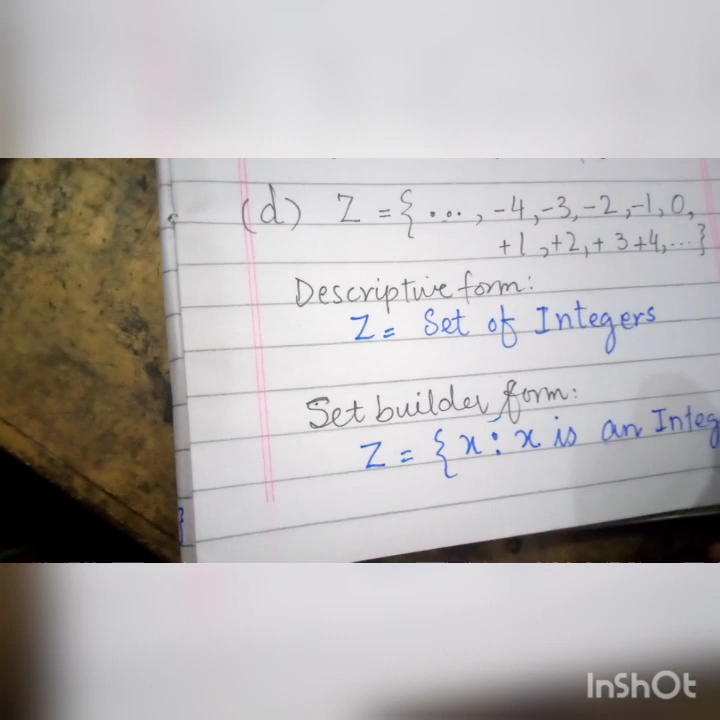 (d) Z = {..., -4, -3, -2, -1, 0,
+1, +2, + 3 +4, ...}
Descriptive form:
Z = Set of Integers
Set builder form:
Z = {x : x is an Integ
}
InShOt